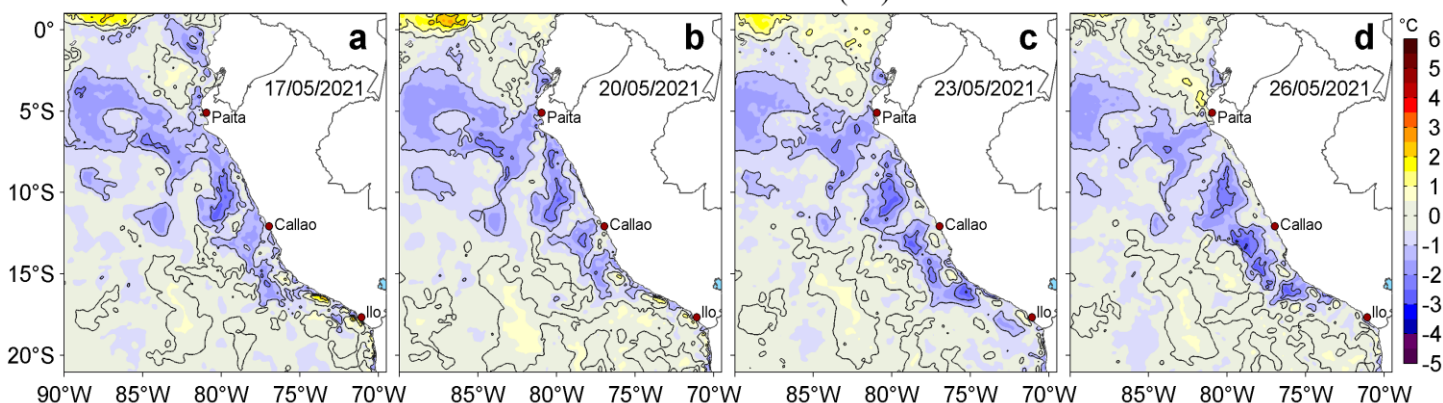 a b c d
17/05/2021 20/05/2021 23/05/2021 26/05/2021
Paita Paita Paita Paita
Callao Callao Callao Callao
Ilo Ilo Ilo Ilo
0°
5°S
10°S
15°S
20°S
90°W 85°W 80°W 75°W 70°W 85°W 80°W 75°W 70°W 85°W 80°W 75°W 70°W 85°W 80°W 75°W 70°W
°C
6
5
4
3
2
1
0
-1
-2
-3
-4
-5